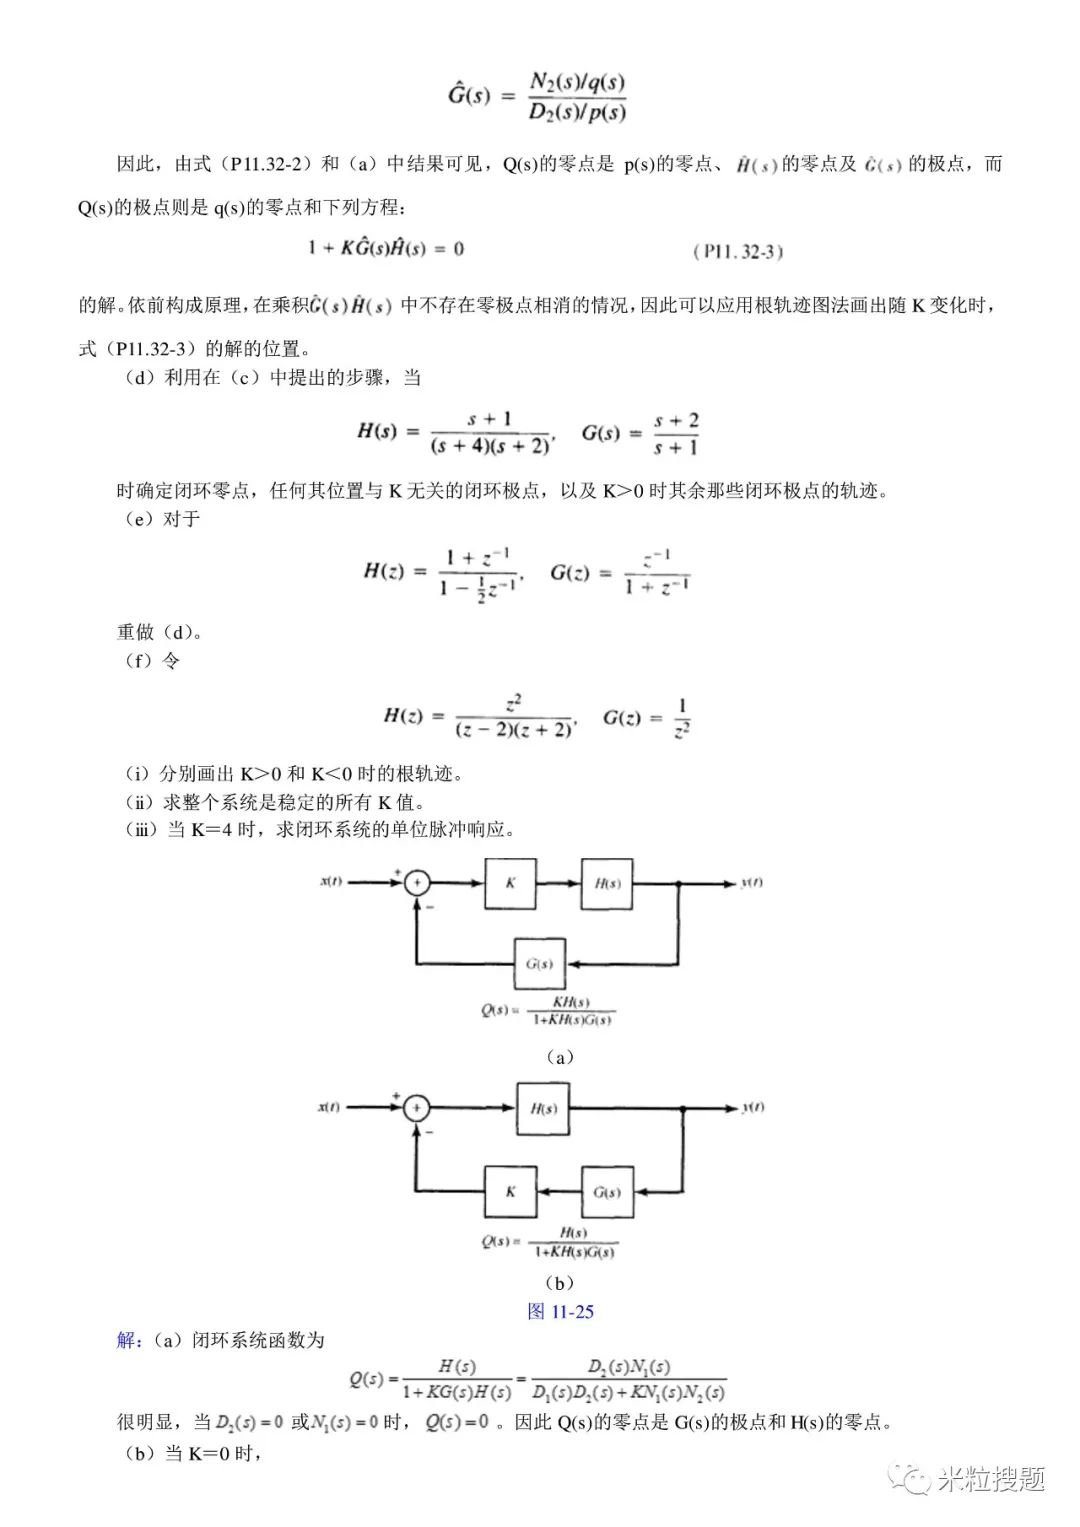 Ĝ(s) = N₂(s)/q(s) / D₂(s)/p(s)
因此，由式（P11.32-2）和（a）中结果可见，Q(s)的零点是 p(s)的零点、Ĥ(s)的零点及 Ĝ(s) 的极点，而
Q(s)的极点则是 q(s)的零点和下列方程：
1 + KĜ(s)Ĥ(s) = 0 （P11.32-3）
的解。依前构成原理，在乘积Ĝ(s)Ĥ(s) 中不存在零极点相消的情况，因此可以应用根轨迹图法画出随 K 变化时，
式（P11.32-3）的解的位置。
（d）利用在（c）中提出的步骤，当
H(s) = (s + 1)/((s + 4)(s + 2)), G(s) = (s + 2)/(s + 1)
时确定闭环零点，任何其位置与 K 无关的闭环极点，以及 K＞0 时其余那些闭环极点的轨迹。
（e）对于
H(z) = (1 + z⁻¹)/(1 − ½z⁻¹), G(z) = z⁻¹/(1 + z⁻¹)
重做（d）。
（f）令
H(z) = z²/((z − 2)(z + 2)), G(z) = 1/z²
（i）分别画出 K＞0 和 K＜0 时的根轨迹。
（ii）求整个系统是稳定的所有 K 值。
（iii）当 K＝4 时，求闭环系统的单位脉冲响应。
x(t) + + − K H(s) y(t)
G(s)
Q(s) = KH(s)/(1+KH(s)G(s))
（a）
x(t) + + − H(s) y(t)
K G(s)
Q(s) = H(s)/(1+KH(s)G(s))
（b）
图 11-25
解：（a）闭环系统函数为
Q(s) = H(s)/(1+KG(s)H(s)) = D₂(s)N₁(s)/(D₁(s)D₂(s)+KN₁(s)N₂(s))
很明显，当 D₂(s)=0 或N₁(s)=0 时， Q(s)=0 。因此 Q(s)的零点是 G(s)的极点和 H(s)的零点。
（b）当 K＝0 时，
米粒搜题